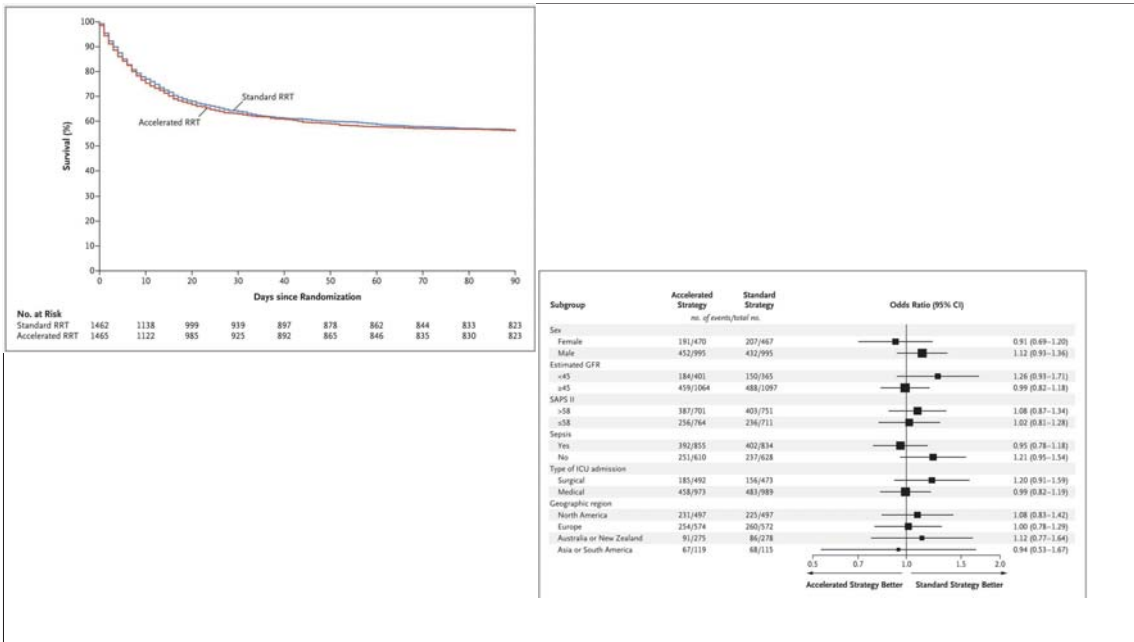 100
90
80
70
60
50
40
30
20
10
0
Survival (%)
Standard RRT
Accelerated RRT
0 10 20 30 40 50 60 70 80 90
Days since Randomization
No. at Risk
Standard RRT 1462 1138 999 939 897 878 862 844 833 823
Accelerated RRT 1465 1122 985 925 892 865 846 835 830 823
Subgroup Accelerated Strategy Standard Strategy Odds Ratio (95% CI)
no. of events/total no.
Sex
Female 191/470 207/467 0.91 (0.69–1.20)
Male 452/995 432/995 1.12 (0.93–1.36)
Estimated GFR
<45 184/401 150/365 1.26 (0.93–1.71)
≥45 459/1064 488/1097 0.99 (0.82–1.18)
SAPS II
>58 387/701 403/751 1.08 (0.87–1.34)
≤58 256/764 236/711 1.02 (0.81–1.28)
Sepsis
Yes 392/855 402/834 0.95 (0.78–1.18)
No 251/610 237/628 1.21 (0.95–1.54)
Type of ICU admission
Surgical 185/492 156/473 1.20 (0.91–1.59)
Medical 458/973 483/989 0.99 (0.82–1.19)
Geographic region
North America 231/497 225/497 1.08 (0.83–1.42)
Europe 254/574 260/572 1.00 (0.78–1.29)
Australia or New Zealand 91/275 86/278 1.12 (0.77–1.64)
Asia or South America 67/119 68/115 0.94 (0.53–1.67)
0.5 0.7 1.0 1.5 2.0
Accelerated Strategy Better Standard Strategy Better